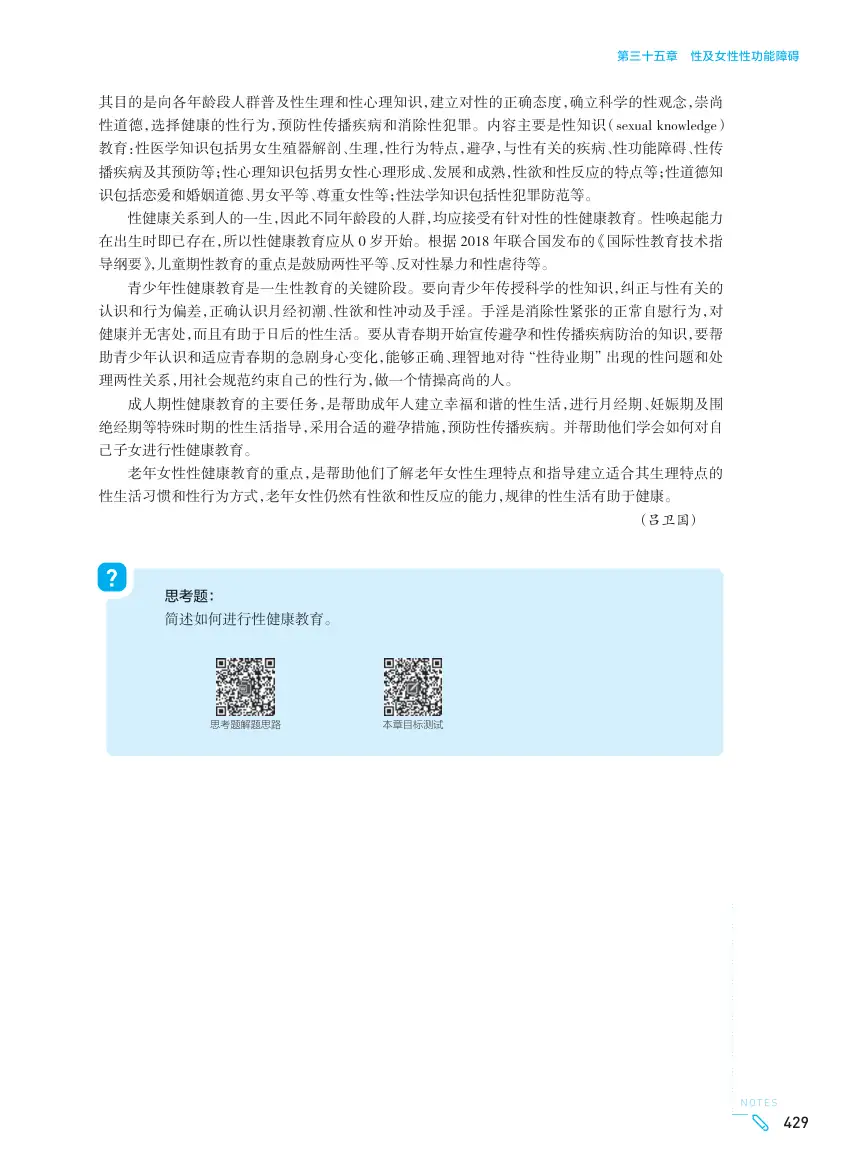 第三十五章 性及女性性功能障碍
其目的是向各年龄段人群普及性生理和性心理知识,建立对性的正确态度,确立科学的性观念,崇尚
性道德,选择健康的性行为,预防性传播疾病和消除性犯罪。内容主要是性知识(sexual knowledge)
教育:性医学知识包括男女生殖器解剖、生理,性行为特点,避孕,与性有关的疾病、性功能障碍、性传
播疾病及其预防等;性心理知识包括男女性心理形成、发展和成熟,性欲和性反应的特点等;性道德知
识包括恋爱和婚姻道德、男女平等、尊重女性等;性法学知识包括性犯罪防范等。
性健康关系到人的一生,因此不同年龄段的人群,均应接受有针对性的性健康教育。性唤起能力
在出生时即已存在,所以性健康教育应从 0 岁开始。根据 2018 年联合国发布的《国际性教育技术指
导纲要》,儿童期性教育的重点是鼓励两性平等、反对性暴力和性虐待等。
青少年性健康教育是一生性教育的关键阶段。要向青少年传授科学的性知识,纠正与性有关的
认识和行为偏差,正确认识月经初潮、性欲和性冲动及手淫。手淫是消除性紧张的正常自慰行为,对
健康并无害处,而且有助于日后的性生活。要从青春期开始宣传避孕和性传播疾病防治的知识,要帮
助青少年认识和适应青春期的急剧身心变化,能够正确、理智地对待“性待业期”出现的性问题和处
理两性关系,用社会规范约束自己的性行为,做一个情操高尚的人。
成人期性健康教育的主要任务,是帮助成年人建立幸福和谐的性生活,进行月经期、妊娠期及围
绝经期等特殊时期的性生活指导,采用合适的避孕措施,预防性传播疾病。并帮助他们学会如何对自
己子女进行性健康教育。
老年女性性健康教育的重点,是帮助他们了解老年女性生理特点和指导建立适合其生理特点的
性生活习惯和性行为方式,老年女性仍然有性欲和性反应的能力,规律的性生活有助于健康。
(吕卫国)
?
思考题:
简述如何进行性健康教育。
思考题解题思路
本章目标测试
NOTES
429